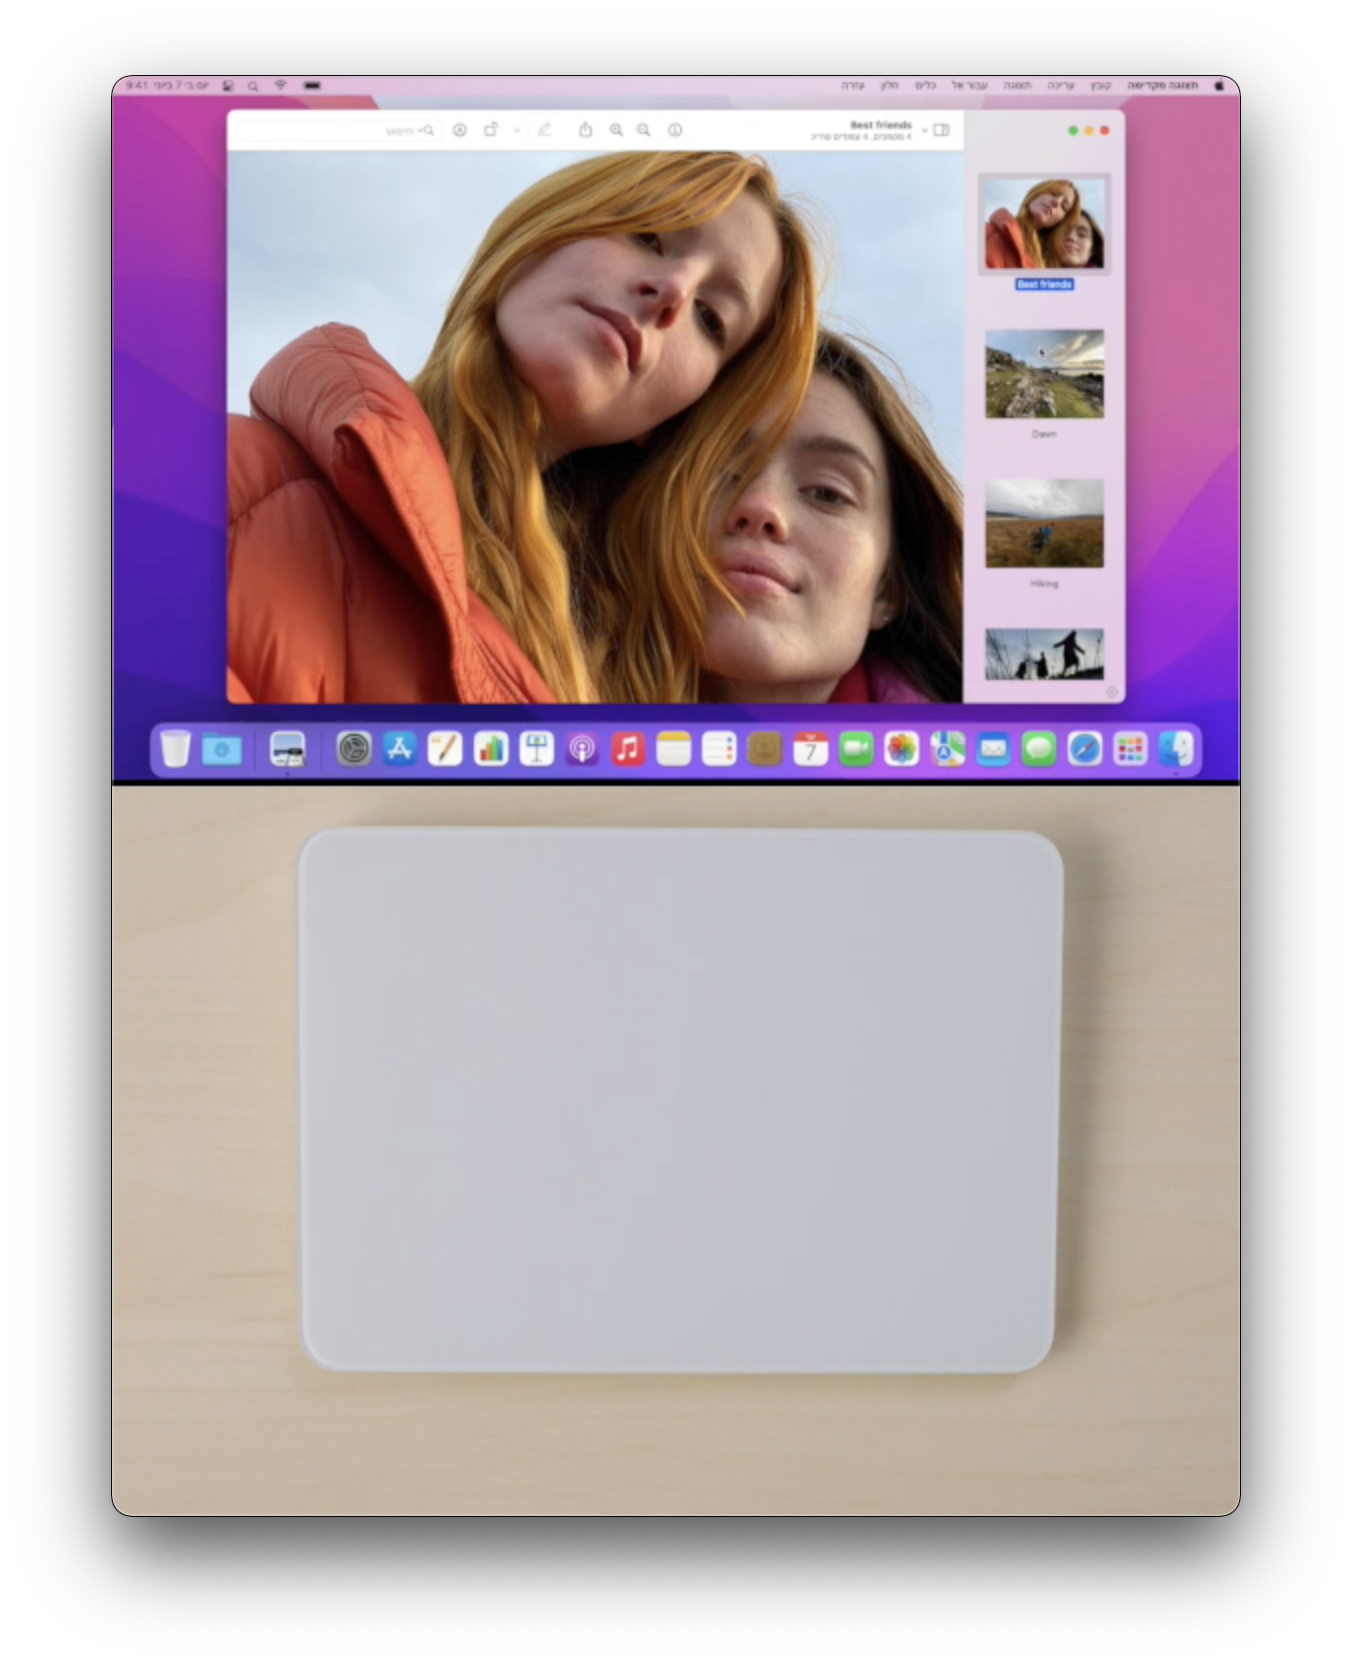 תצוגה מקדימה קובץ עריכה תצוגה עבור אל כלים חלון עזרה
יום ב׳ 7 ביוני 9:41
Best friends
4 מסמכים, 4 עמודים סה״כ
חיפוש
Best friends
Dawn
Hiking
7